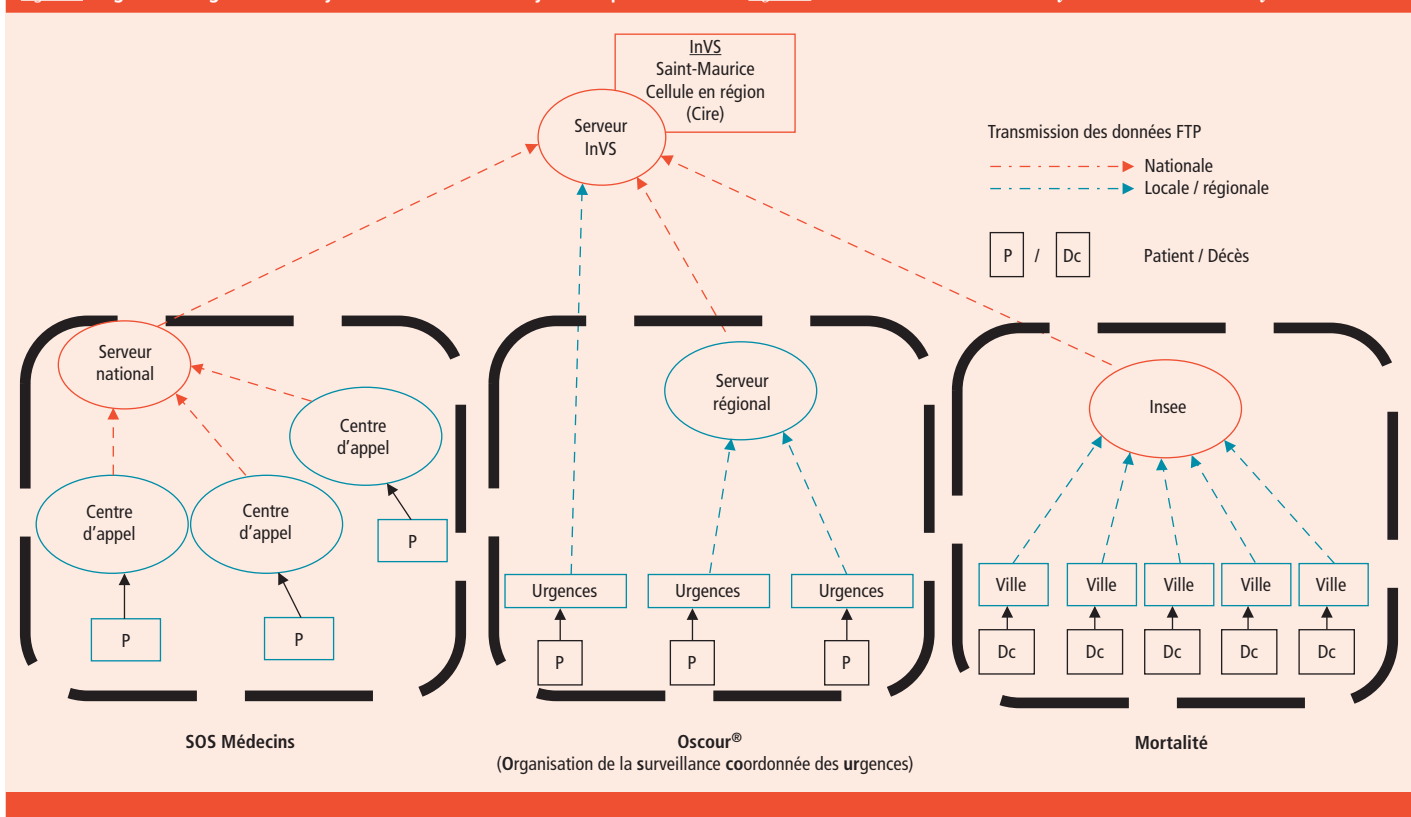 InVS
Saint-Maurice
Cellule en région
(Cire)
Serveur
InVS
Transmission des données FTP
Nationale
Locale / régionale
P / Dc Patient / Décès
Serveur
national
Centre
d'appel
Centre
d'appel
Centre
d'appel
P
P
P
SOS Médecins
Serveur
régional
Urgences
Urgences
Urgences
P
P
P
Oscour®
(Organisation de la surveillance coordonnée des urgences)
Insee
Ville
Ville
Ville
Ville
Ville
Dc
Dc
Dc
Dc
Dc
Mortalité